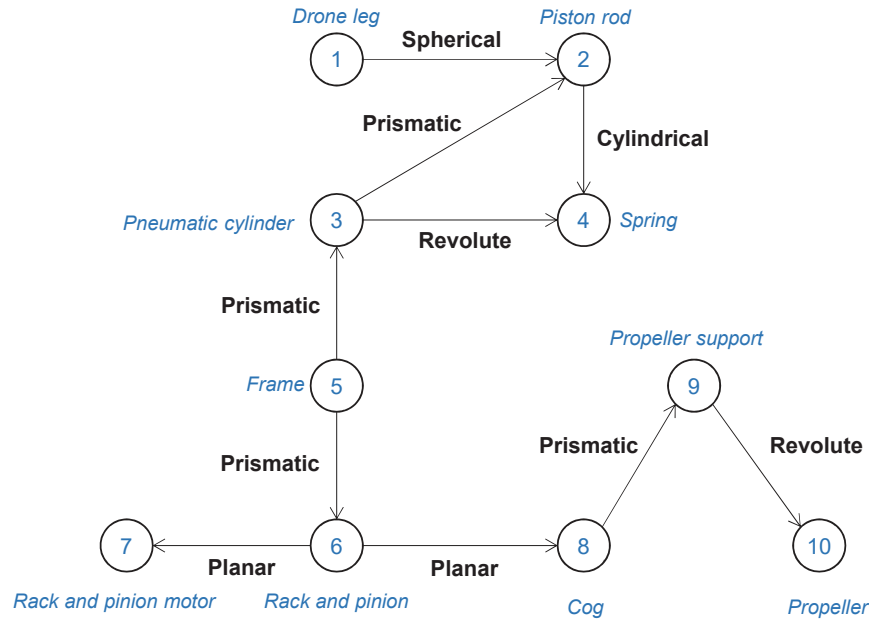 Drone leg
Piston rod
1
Spherical
2
Prismatic
Cylindrical
Pneumatic cylinder
3
Revolute
4
Spring
Prismatic
Propeller support
Frame
5
9
Prismatic
Prismatic
Revolute
7
Planar
6
Planar
8
10
Rack and pinion motor
Rack and pinion
Cog
Propeller